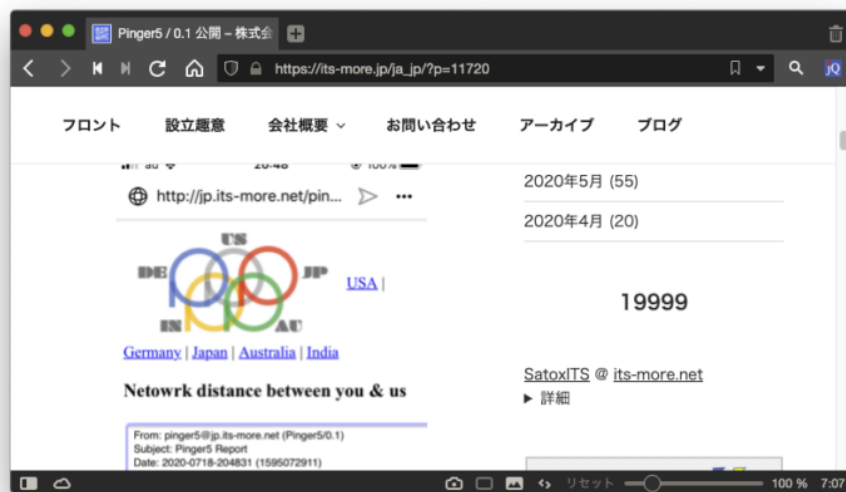 Pinger5 / 0.1 公開 – 株式会
https://its-more.jp/ja_jp/?p=11720
jQ
フロント 設立趣意 会社概要 お問い合わせ アーカイブ ブログ
au 20:48 100%
http://jp.its-more.net/pin... •••
US
DE JP
IN AU
USA |
Germany | Japan | Australia | India
Netowrk distance between you & us
From: pinger5@jp.its-more.net (Pinger5/0.1)
Subject: Pinger5 Report
Date: 2020-0718-204831 (1595072911)
2020年5月 (55)
2020年4月 (20)
19999
SatoxITS @ its-more.net
▶ 詳細
リセット 100 % 7:07